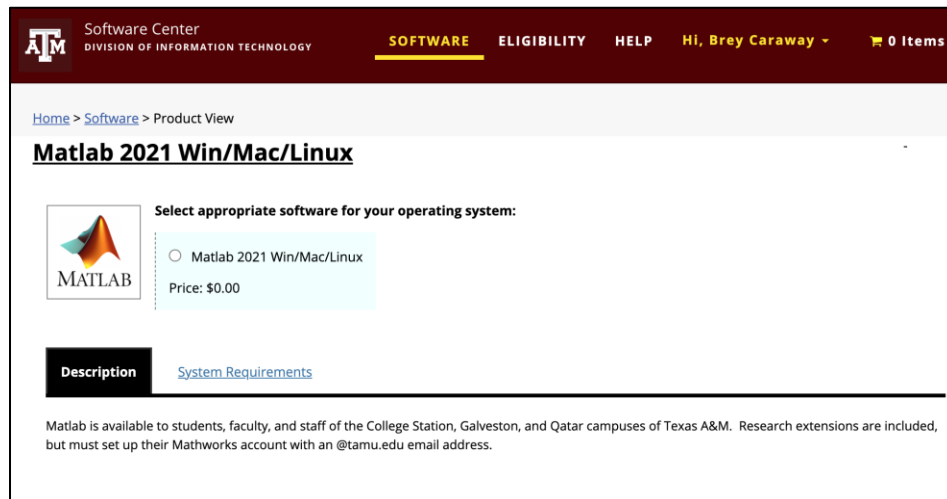 Software Center
DIVISION OF INFORMATION TECHNOLOGY
SOFTWARE ELIGIBILITY HELP Hi, Brey Caraway 0 Items
ĀTM
Home > Software > Product View
Matlab 2021 Win/Mac/Linux
-
Select appropriate software for your operating system:
MATLAB
Matlab 2021 Win/Mac/Linux
Price: $0.00
Description System Requirements
Matlab is available to students, faculty, and staff of the College Station, Galveston, and Qatar campuses of Texas A&M. Research extensions are included,
but must set up their Mathworks account with an @tamu.edu email address.